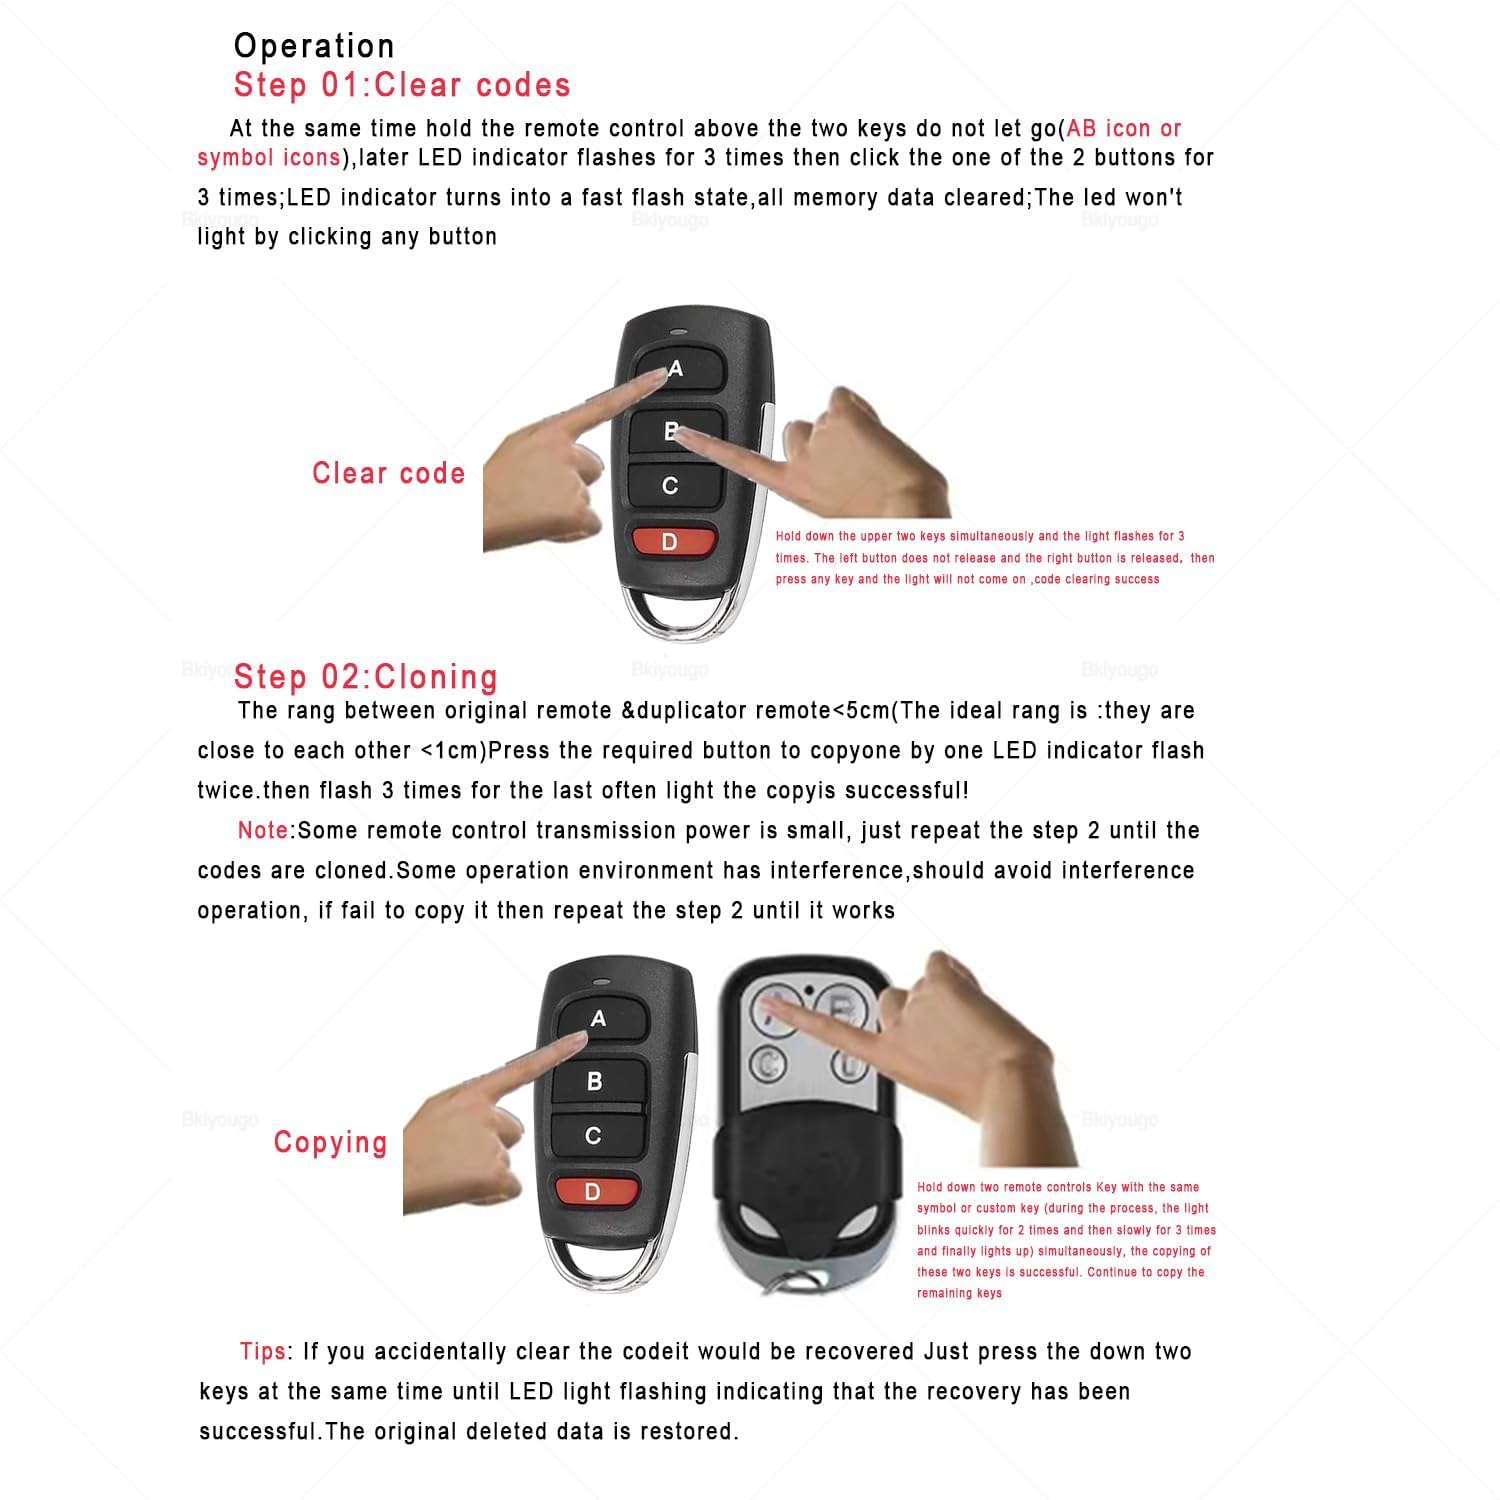 Operation
Step 01:Clear codes
At the same time hold the remote control above the two keys do not let go(AB icon or
symbol icons),later LED indicator flashes for 3 times then click the one of the 2 buttons for
3 times;LED indicator turns into a fast flash state,all memory data cleared;The led won't
Bkiyougo Bkiyougo Bkiyougo
light by clicking any button
A
B
Clear code
C
D
Hold down the upper two keys simultaneously and the light flashes for 3
times. The left button does not release and the right button is released, then
press any key and the light will not come on ,code clearing success
Bkiyougo Bkiyougo
Step 02:Cloning
The rang between original remote &duplicator remote<5cm(The ideal rang is :they are
close to each other <1cm)Press the required button to copyone by one LED indicator flash
twice.then flash 3 times for the last often light the copyis successful!
Note:Some remote control transmission power is small, just repeat the step 2 until the
codes are cloned.Some operation environment has interference,should avoid interference
operation, if fail to copy it then repeat the step 2 until it works
A
B
C
D
A B
C
Bkiyougo Bkiyougo
Copying
Hold down two remote controls Key with the same
symbol or custom key (during the process, the light
blinks quickly for 2 times and then slowly for 3 times
and finally lights up) simultaneously, the copying of
these two keys is successful. Continue to copy the
remaining keys
Tips: If you accidentally clear the codeit would be recovered Just press the down two
keys at the same time until LED light flashing indicating that the recovery has been
successful.The original deleted data is restored.